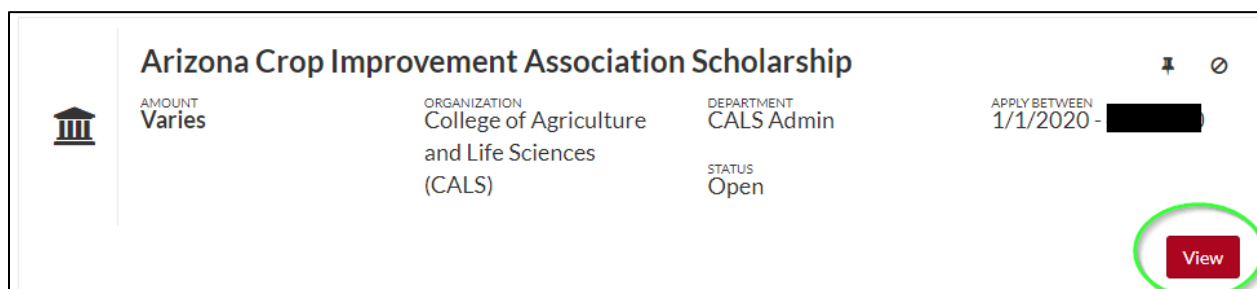 Arizona Crop Improvement Association Scholarship
AMOUNT
Varies
ORGANIZATION
College of Agriculture
and Life Sciences
(CALS)
DEPARTMENT
CALS Admin
STATUS
Open
APPLY BETWEEN
1/1/2020 -
View